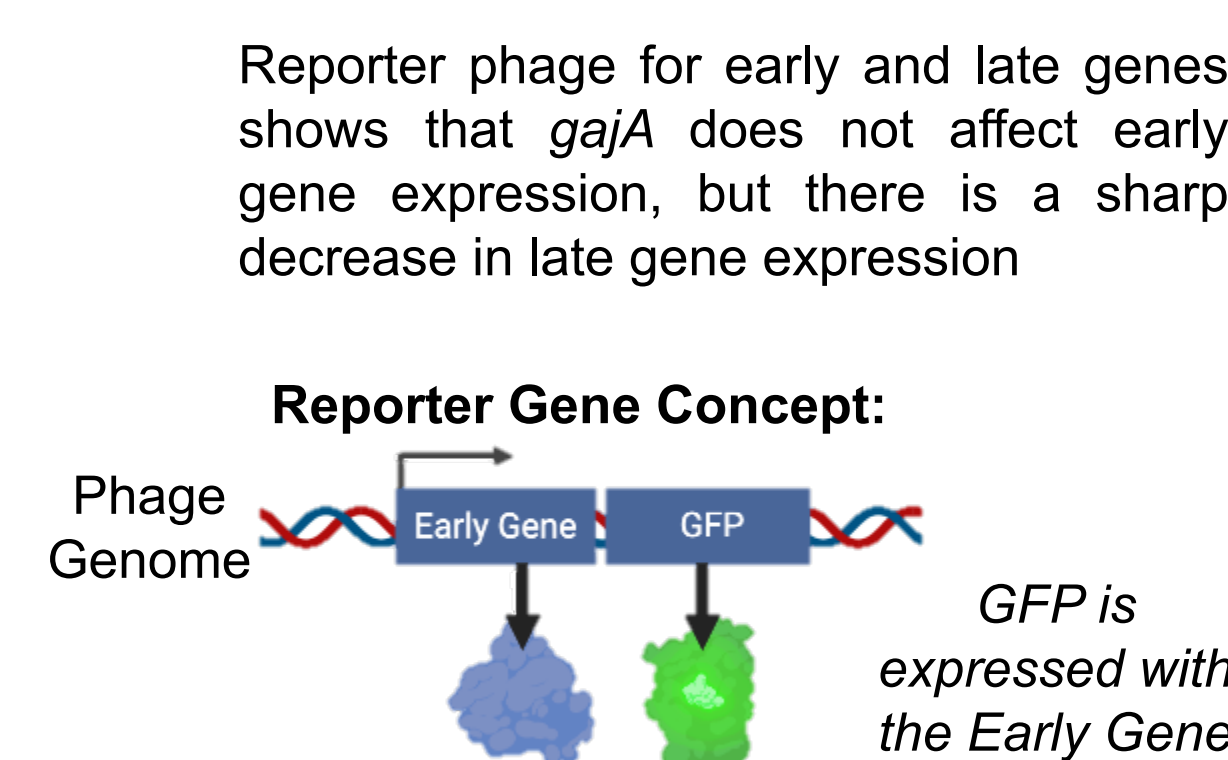 Reporter phage for early and late genes
shows that gajA does not affect early
gene expression, but there is a sharp
decrease in late gene expression
Reporter Gene Concept:
Phage
Genome
Early Gene
GFP
GFP is
expressed with
the Early Gene